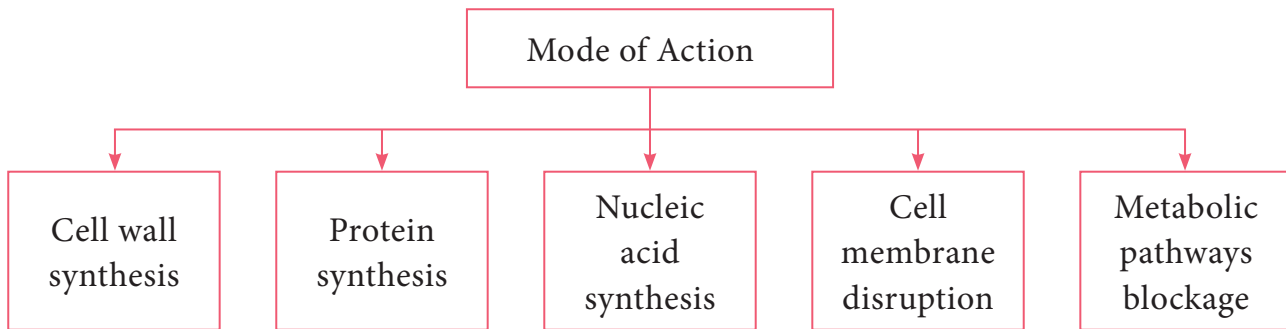 Mode of Action
Cell wall
synthesis
Protein
synthesis
Nucleic
acid
synthesis
Cell
membrane
disruption
Metabolic
pathways
blockage